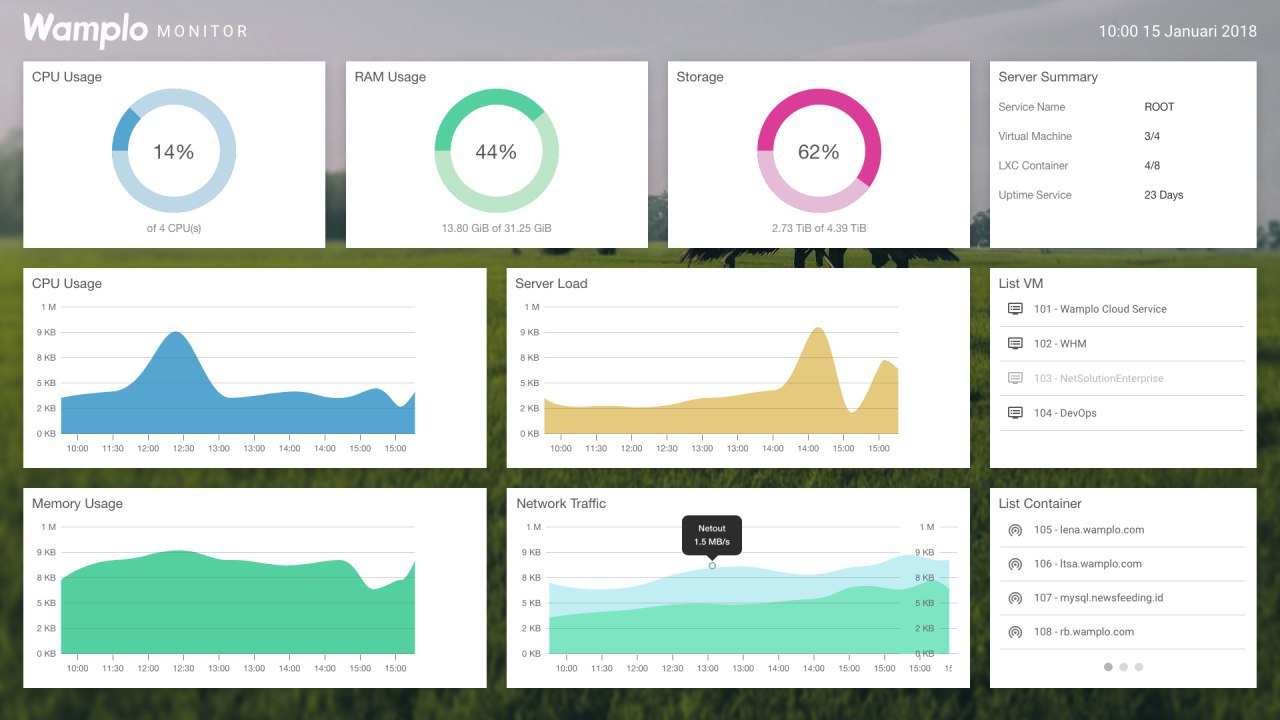 Wamplo MONITOR
10:00 15 Januari 2018
CPU Usage
14%
of 4 CPU(s)
RAM Usage
44%
13.80 GiB of 31.25 GiB
Storage
62%
2.73 TiB of 4.39 TiB
Server Summary
Service Name ROOT
Virtual Machine 3/4
LXC Container 4/8
Uptime Service 23 Days
CPU Usage
1 M
9 KB
8 KB
5 KB
2 KB
0 KB
10:00 11:30 12:00 12:30 13:00 13:00 14:00 14:00 15:00 15:00
Server Load
1 M
9 KB
8 KB
5 KB
2 KB
0 KB
10:00 11:30 12:00 12:30 13:00 13:00 14:00 14:00 15:00 15:00
List VM
101 - Wamplo Cloud Service
102 - WHM
103 - NetSolutionEnterprise
104 - DevOps
Memory Usage
1 M
9 KB
8 KB
5 KB
2 KB
0 KB
10:00 11:30 12:00 12:30 13:00 13:00 14:00 14:00 15:00 15:00
Network Traffic
Netout
1.5 MB/s
1 M 1 M
9 KB 9 KB
8 KB 8 KB
5 KB 5 KB
2 KB 2 KB
0 KB 0 KB
10:00 11:30 12:00 12:30 13:00 13:00 14:00 14:00 15:00 15:00 15
List Container
105 - lena.wamplo.com
106 - ltsa.wamplo.com
107 - mysql.newsfeeding.id
108 - rb.wamplo.com